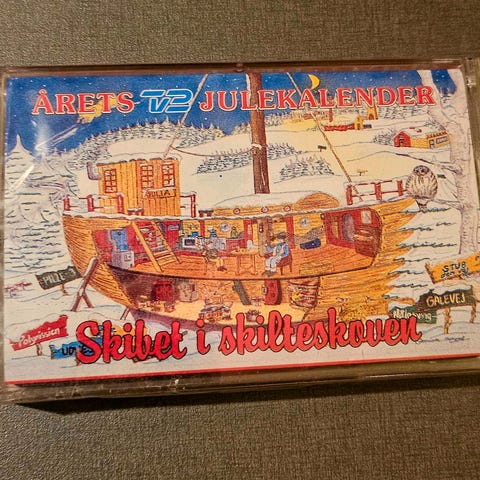 ÅRETS TV2 JULEKALENDER
GALEVEJ
Skibet i skilteskoven